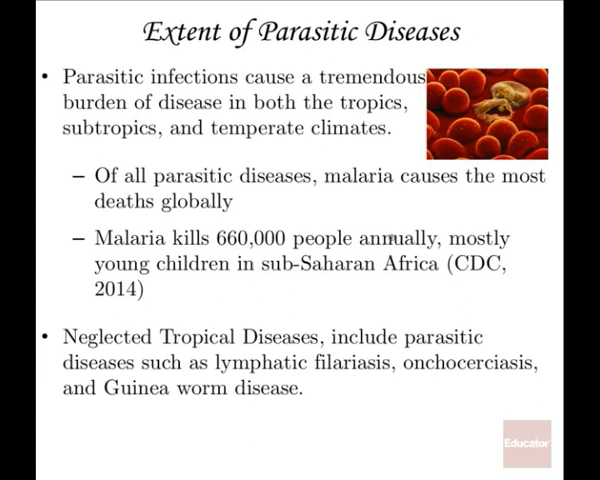 Extent of Parasitic Diseases
• Parasitic infections cause a tremendous
burden of disease in both the tropics,
subtropics, and temperate climates.
– Of all parasitic diseases, malaria causes the most
deaths globally
– Malaria kills 660,000 people annually, mostly
young children in sub-Saharan Africa (CDC,
2014)
• Neglected Tropical Diseases, include parasitic
diseases such as lymphatic filariasis, onchocerciasis,
and Guinea worm disease.
Educator